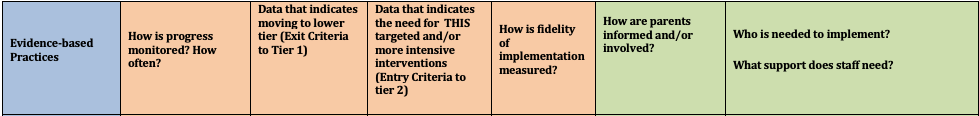 Evidence-based
Practices
How is progress
monitored? How
often?
Data that indicates
moving to lower
tier (Exit Criteria
to Tier 1)
Data that indicates
the need for THIS
targeted and/or
more intensive
interventions
(Entry Criteria to
tier 2)
How is fidelity
of
implementation
measured?
How are parents
informed and/or
involved?
Who is needed to implement?
What support does staff need?